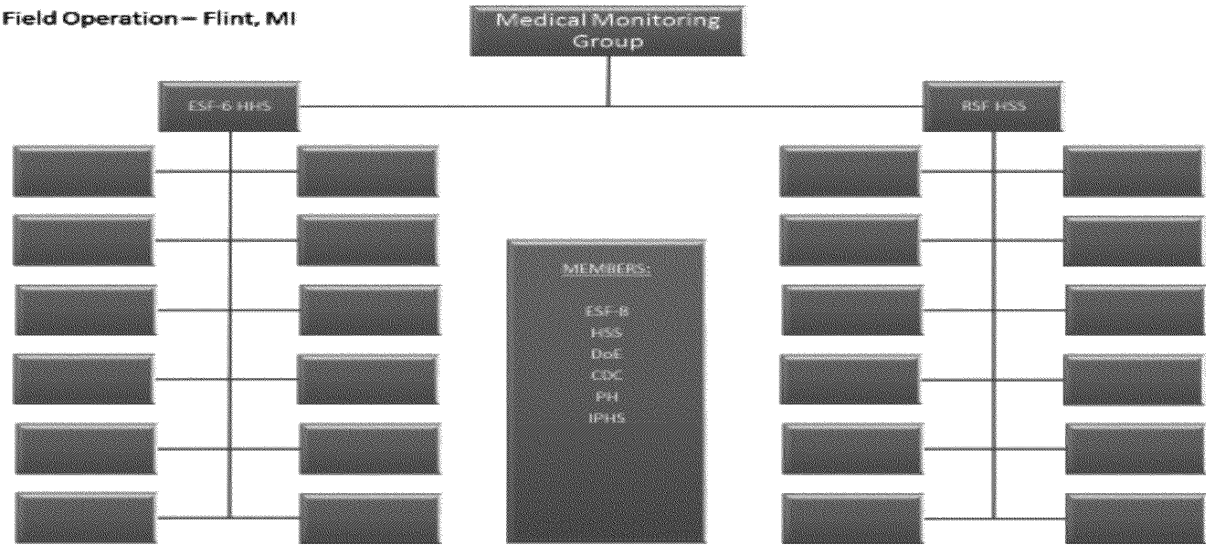 Field Operation – Flint, MI
Medical Monitoring
Group
ESF-6 HHS
RSF HSS
MEMBERS:
ESF-8
HSS
DoE
CDC
PH
IPHS